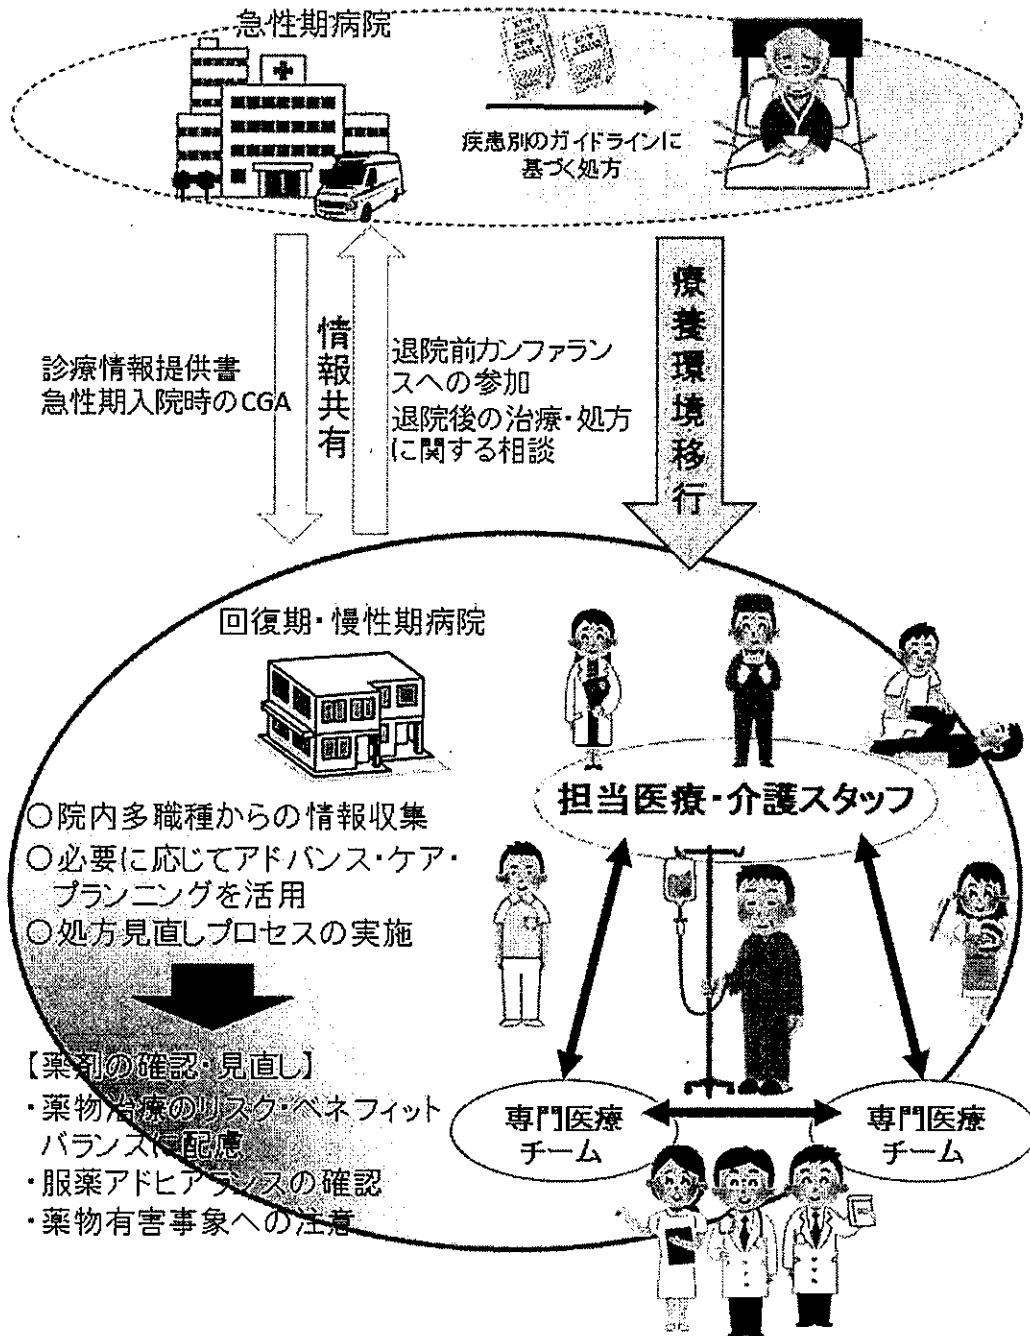 急性期病院
疾患別のガイドラインに
基づく処方
診療情報提供書
急性期入院時のCGA
情報共有
退院前カンファラン
スへの参加
退院後の治療・処方
に関する相談
療養環境移行
回復期・慢性期病院
担当医療・介護スタッフ
○院内多職種からの情報収集
○必要に応じてアドバンス・ケア・
プランニングを活用
○処方見直しプロセスの実施
【薬剤の確認・見直し】
・薬物治療のリスク・ベネフィット
バランスに配慮
・服薬アドヒアランスの確認
・薬物有害事象への注意
専門医療
チーム
専門医療
チーム